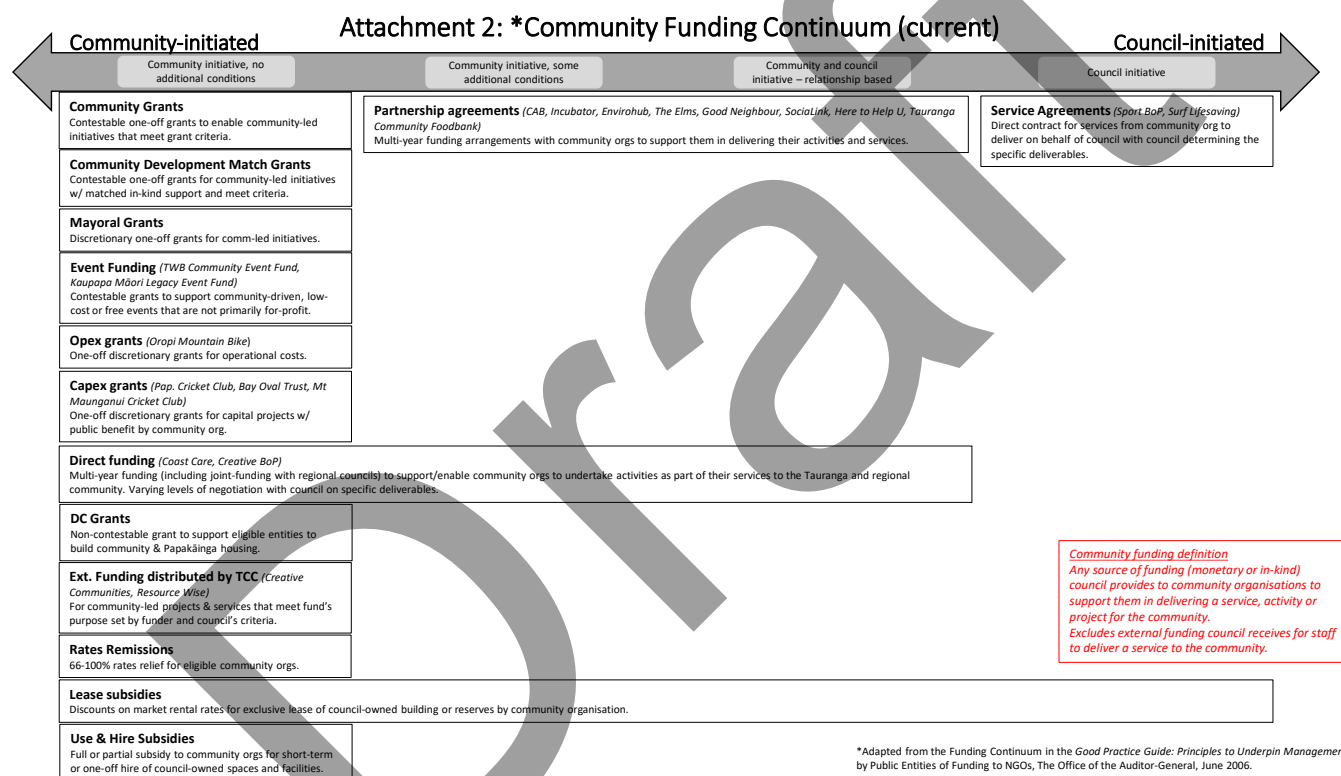 Attachment 2: *Community Funding Continuum (current)
Community-initiated
Council-initiated
Community initiative, no
additional conditions
Community initiative, some
additional conditions
Community and council
initiative – relationship based
Council initiative
Community Grants
Contestable one-off grants to enable community-led
initiatives that meet grant criteria.
Partnership agreements (CAB, Incubator, Envirohub, The Elms, Good Neighbour, SociaLink, Here to Help U, Tauranga
Community Foodbank)
Multi-year funding arrangements with community orgs to support them in delivering their activities and services.
Service Agreements (Sport BoP, Surf Lifesaving)
Direct contract for services from community org to
deliver on behalf of council with council determining the
specific deliverables.
Community Development Match Grants
Contestable one-off grants for community-led initiatives
w/ matched in-kind support and meet criteria.
Mayoral Grants
Discretionary one-off grants for comm-led initiatives.
Event Funding (TWB Community Event Fund,
Kaupapa Māori Legacy Event Fund)
Contestable grants to support community-driven, low-
cost or free events that are not primarily for-profit.
Opex grants (Oropi Mountain Bike)
One-off discretionary grants for operational costs.
Capex grants (Pap. Cricket Club, Bay Oval Trust, Mt
Maunganui Cricket Club)
One-off discretionary grants for capital projects w/
public benefit by community org.
Direct funding (Coast Care, Creative BoP)
Multi-year funding (including joint-funding with regional councils) to support/enable community orgs to undertake activities as part of their services to the Tauranga and regional
community. Varying levels of negotiation with council on specific deliverables.
DC Grants
Non-contestable grant to support eligible entities to
build community & Papakāinga housing.
Ext. Funding distributed by TCC (Creative
Communities, Resource Wise)
For community-led projects & services that meet fund's
purpose set by funder and council's criteria.
Rates Remissions
66-100% rates relief for eligible community orgs.
Lease subsidies
Discounts on market rental rates for exclusive lease of council-owned building or reserves by community organisation.
Use & Hire Subsidies
Full or partial subsidy to community orgs for short-term
or one-off hire of council-owned spaces and facilities.
Community funding definition
Any source of funding (monetary or in-kind)
council provides to community organisations to
support them in delivering a service, activity or
project for the community.
Excludes external funding council receives for staff
to deliver a service to the community.
*Adapted from the Funding Continuum in the Good Practice Guide: Principles to Underpin Managemen
by Public Entities of Funding to NGOs, The Office of the Auditor-General, June 2006.
Draft